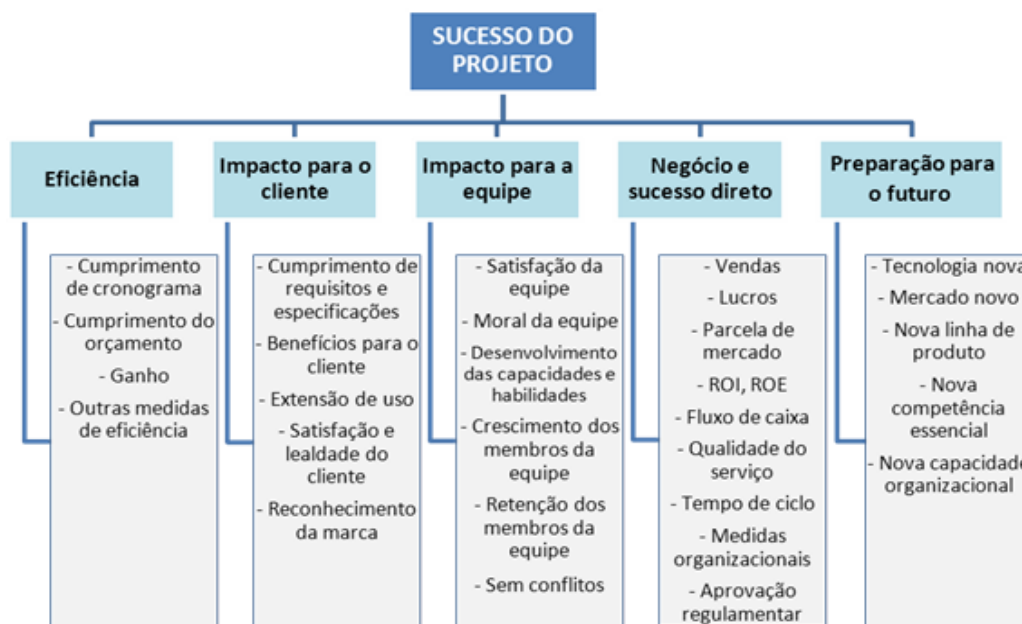 SUCESSO DO
PROJETO
Eficiência
Impacto para o
cliente
Impacto para a
equipe
Negócio e
sucesso direto
Preparação para
o futuro
- Cumprimento
de cronograma
- Cumprimento do
orçamento
- Ganho
- Outras medidas
de eficiência
- Cumprimento de
requisitos e
especificações
- Benefícios para o
cliente
- Extensão de uso
- Satisfação e
lealdade do
cliente
- Reconhecimento
da marca
- Satisfação da
equipe
- Moral da equipe
- Desenvolvimento
das capacidades e
habilidades
- Crescimento dos
membros da
equipe
- Retenção dos
membros da
equipe
- Sem conflitos
- Vendas
- Lucros
- Parcela de
mercado
- ROI, ROE
- Fluxo de caixa
- Qualidade do
serviço
- Tempo de ciclo
- Medidas
organizacionais
- Aprovação
regulamentar
- Tecnologia nova
- Mercado novo
- Nova linha de
produto
- Nova
competência
essencial
- Nova capacidade
organizacional